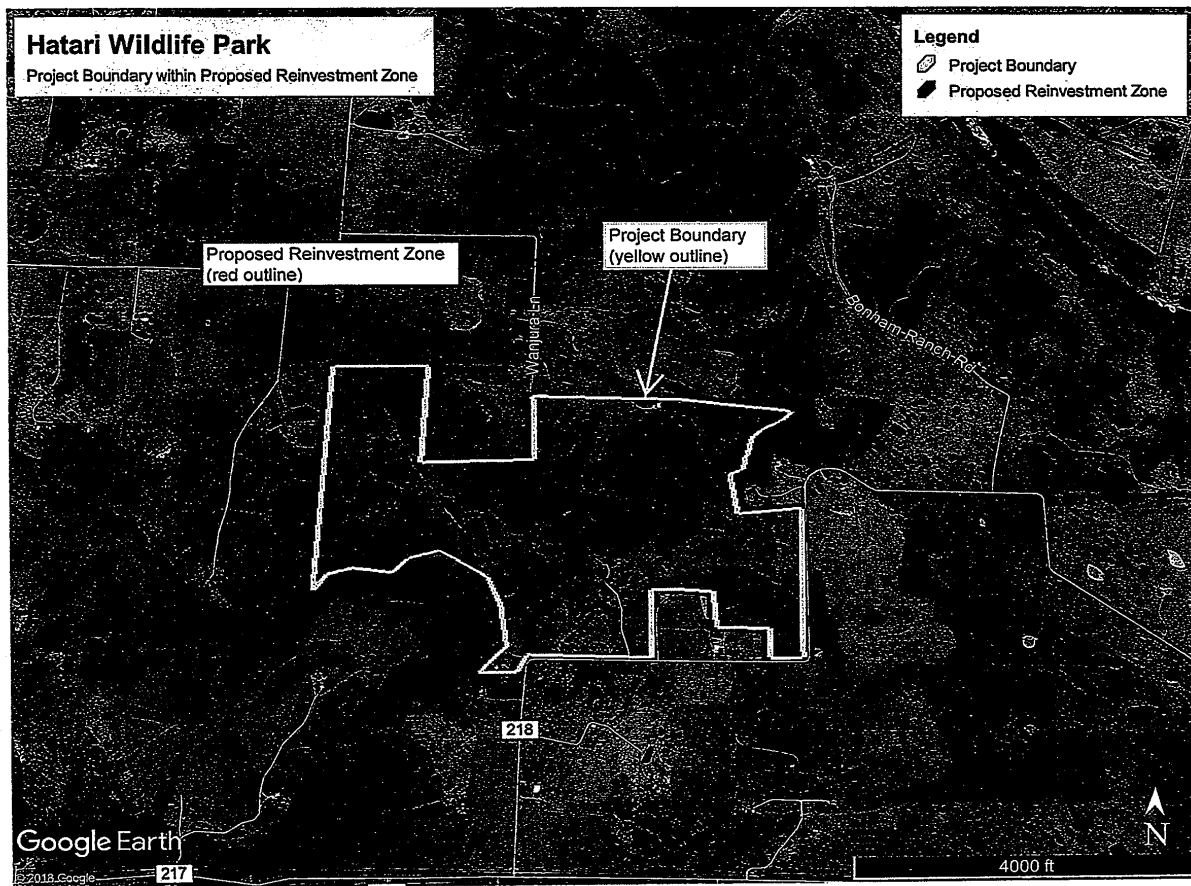 Hatari Wildlife Park
Project Boundary within Proposed Reinvestment Zone
Legend
Project Boundary
Proposed Reinvestment Zone
Proposed Reinvestment Zone
(red outline)
Project Boundary
(yellow outline)
Wanjura-Ln
Bonham-Ranch-Rd
218
217
Google Earth
© 2018 Google
N
4000 ft